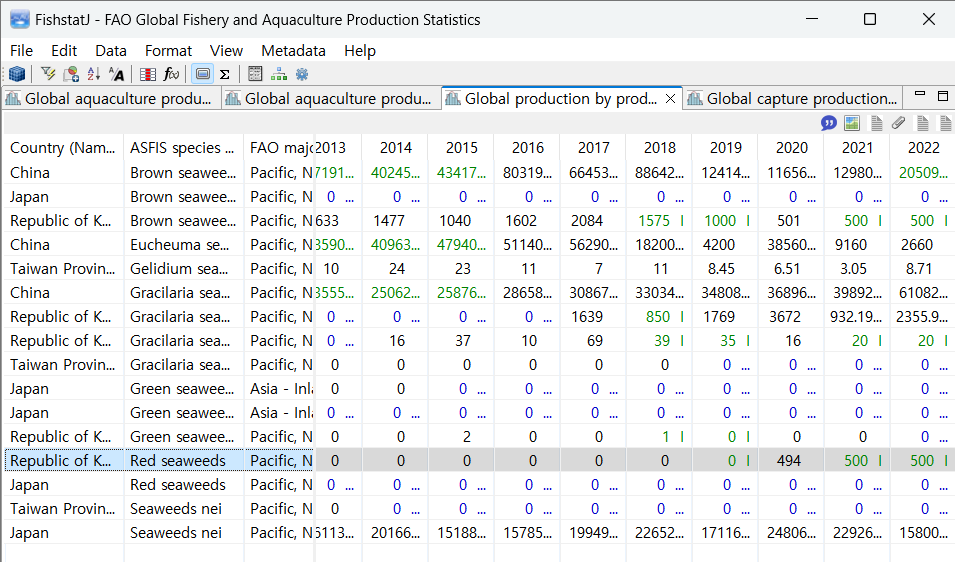 FishstatJ - FAO Global Fishery and Aquaculture Production Statistics
File Edit Data Format View Metadata Help
Global aquaculture produ... Global aquaculture produ... Global production by prod... Global capture production...
Country (Nam... ASFIS species ... FAO majo 2013 2014 2015 2016 2017 2018 2019 2020 2021 2022
China Brown seawee... Pacific, N 7191... 40245... 43417... 80319... 66453... 88642... 12414... 11656... 12980... 20509...
Japan Brown seawee... Pacific, N 0 ... 0 ... 0 ... 0 ... 0 ... 0 ... 0 ... 0 ... 0 ... 0 ...
Republic of K... Brown seawee... Pacific, N 633 1477 1040 1602 2084 1575 I 1000 I 501 500 I 500 I
China Eucheuma se... Pacific, N 3590... 40963... 47940... 51140... 56290... 18200... 4200 38560... 9160 2660
Taiwan Provin... Gelidium sea... Pacific, N 10 24 23 11 7 11 8.45 6.51 3.05 8.71
China Gracilaria sea... Pacific, N 3555... 25062... 25876... 28658... 30867... 33034... 34808... 36896... 39892... 61082...
Republic of K... Gracilaria sea... Pacific, N 0 ... 0 ... 0 ... 0 ... 1639 850 I 1769 3672 932.19... 2355.9...
Republic of K... Gracilaria sea... Pacific, N 0 ... 16 37 10 69 39 I 35 I 16 20 I 20 I
Taiwan Provin... Gracilaria sea... Pacific, N 0 0 0 0 0 0 0 ... 0 ... 0 ... 0 ...
Japan Green seawee... Asia - Inl 0 0 0 ... 0 ... 0 ... 0 ... 0 ... 0 ... 0 ... 0 ...
Japan Green seawee... Asia - Inl 0 ... 0 ... 0 ... 0 ... 0 ... 0 ... 0 ... 0 ... 0 ... 0 ...
Republic of K... Green seawee... Pacific, N 0 0 2 0 0 1 I 0 I 0 0 0 ...
Republic of K... Red seaweeds Pacific, N 0 0 0 0 0 0 0 I 494 500 I 500 I
Japan Red seaweeds Pacific, N 0 ... 0 ... 0 ... 0 ... 0 ... 0 ... 0 ... 0 ... 0 ... 0 ...
Taiwan Provin... Seaweeds nei Pacific, N 0 0 0 0 0 0 0 ... 0 ... 0 ... 0 ...
Japan Seaweeds nei Pacific, N 6113... 20166... 15188... 15785... 19949... 22652... 17116... 24806... 22926... 15800...